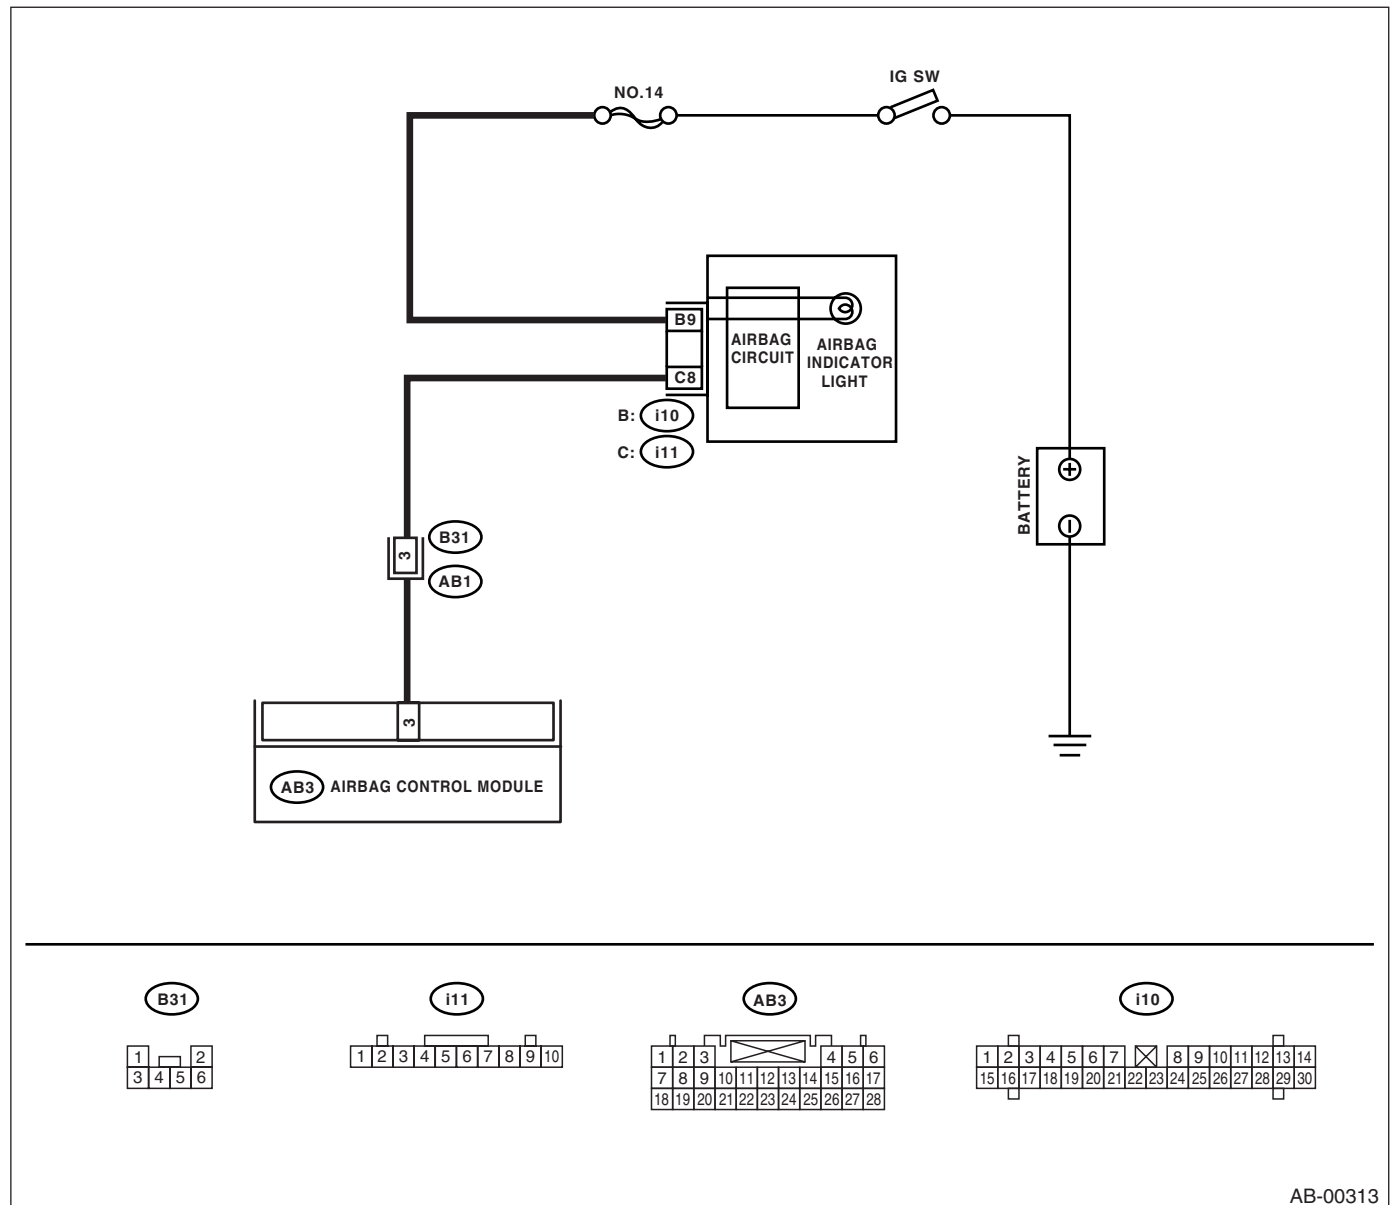 IG SW
NO.14
B9
AIRBAG
CIRCUIT
AIRBAG
INDICATOR
LIGHT
C8
B: i10
C: i11
BATTERY
+
B31
3
AB1
3
AB3 AIRBAG CONTROL MODULE
B31
1 2
3 4 5 6
i11
1 2 3 4 5 6 7 8 9 10
AB3
1 2 3 4 5 6
7 8 9 10 11 12 13 14 15 16 17
18 19 20 21 22 23 24 25 26 27 28
i10
1 2 3 4 5 6 7 8 9 10 11 12 13 14
15 16 17 18 19 20 21 22 23 24 25 26 27 28 29 30
AB-00313